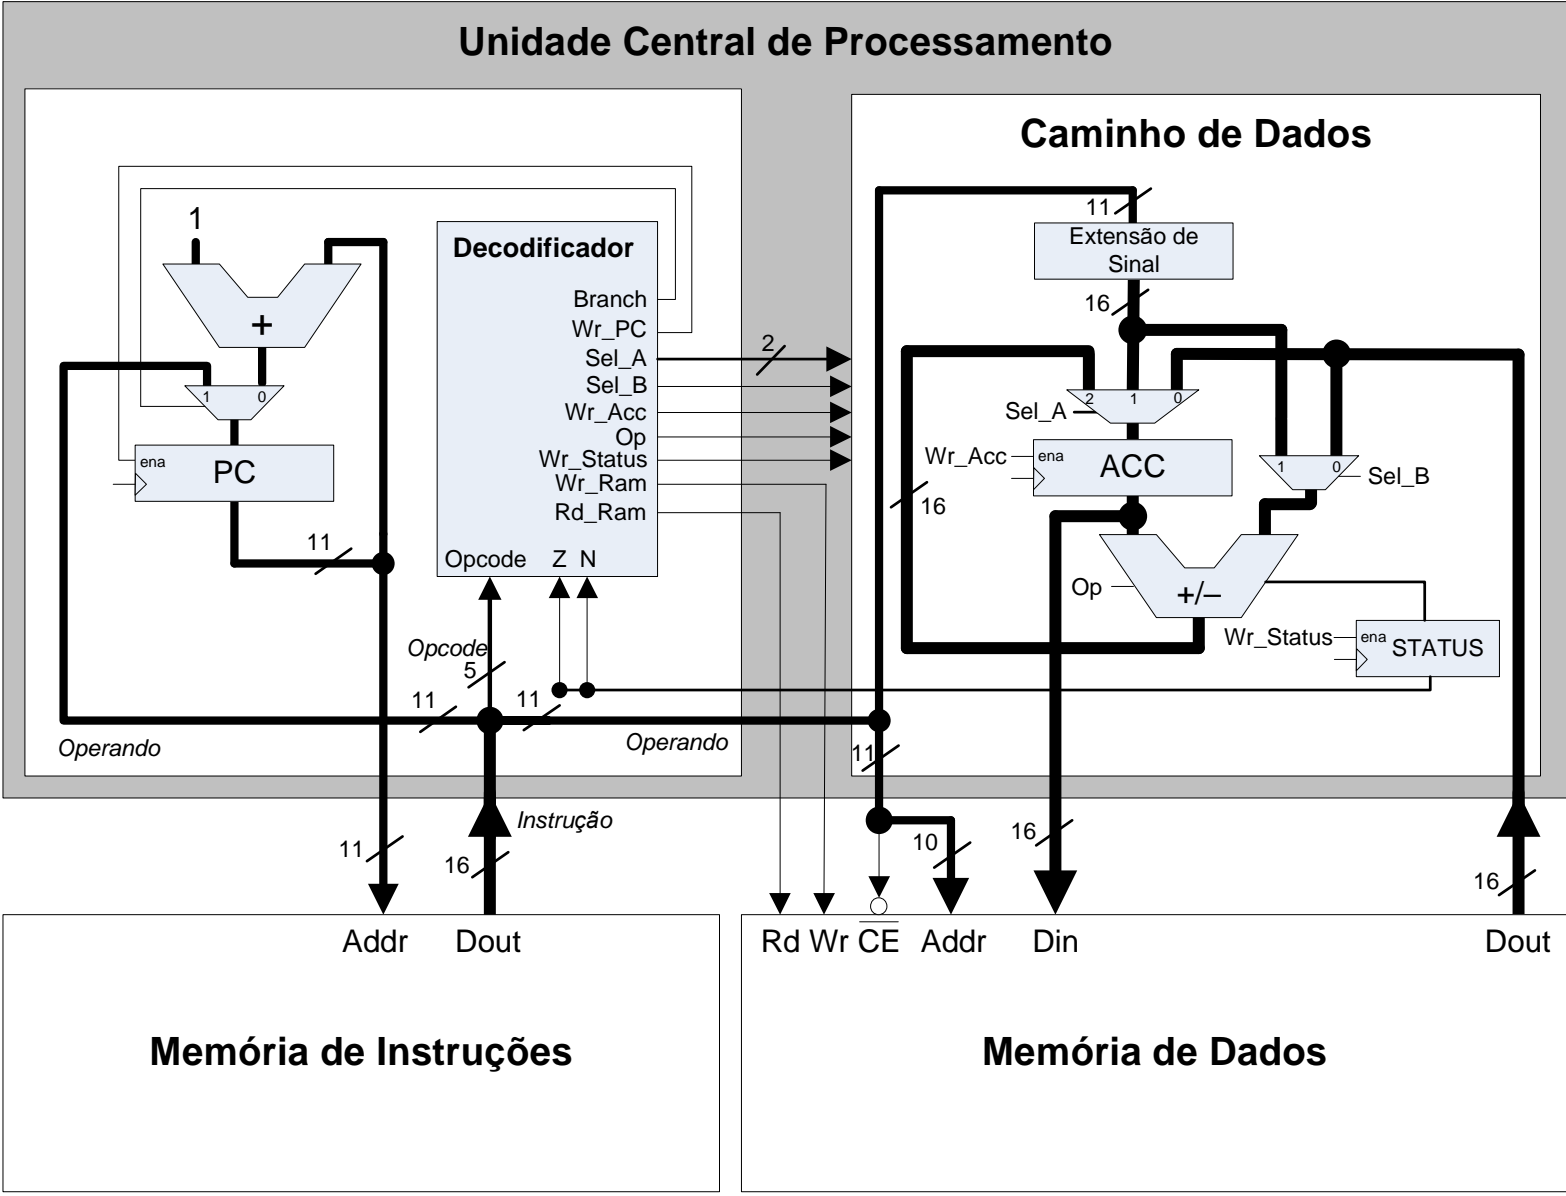 Unidade Central de Processamento
1
+
1 0
ena
PC
11
Decodificador
Branch
Wr_PC
Sel_A
Sel_B
Wr_Acc
Op
Wr_Status
Wr_Ram
Rd_Ram
Opcode Z N
2
Opcode
5
11
11
Operando
Operando
Caminho de Dados
11
Extensão de
Sinal
16
2 1 0
Sel_A
Wr_Acc
ena
ACC
1 0
Sel_B
16
Op
+/–
Wr_Status
ena
STATUS
11
Instrução
11
16
10
16
16
Addr Dout
Memória de Instruções
Rd Wr CE Addr Din Dout
Memória de Dados